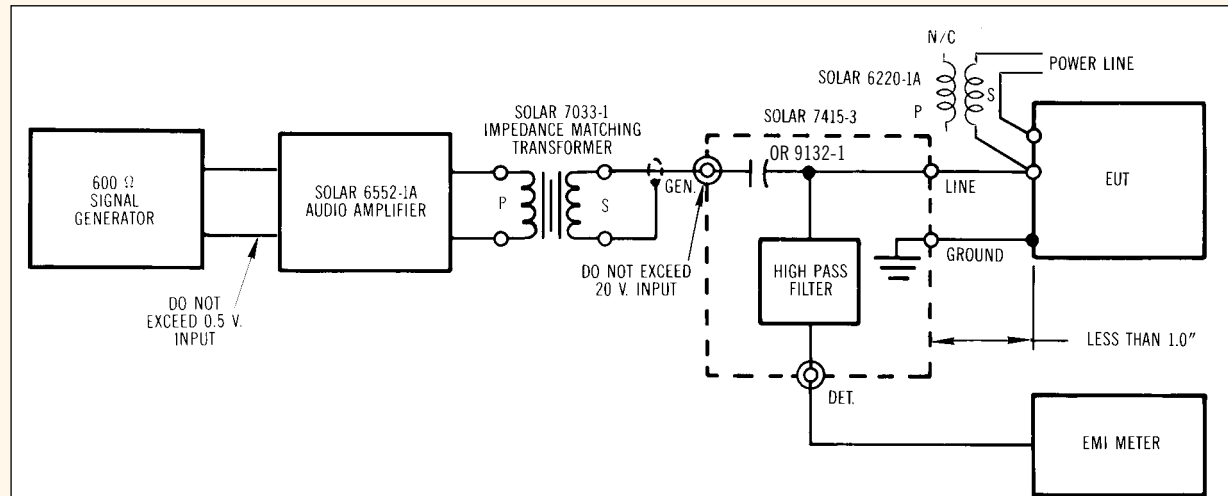 N/C
SOLAR 6220-1A
P
S
POWER LINE
SOLAR 7033-1
IMPEDANCE MATCHING
TRANSFORMER
SOLAR 7415-3
OR 9132-1
600 Ω
SIGNAL
GENERATOR
SOLAR 6552-1A
AUDIO AMPLIFIER
P
S
GEN.
LINE
EUT
DO NOT
EXCEED 0.5 V.
INPUT
DO NOT EXCEED
20 V. INPUT
HIGH PASS
FILTER
GROUND
LESS THAN 1.0"
DET.
EMI METER